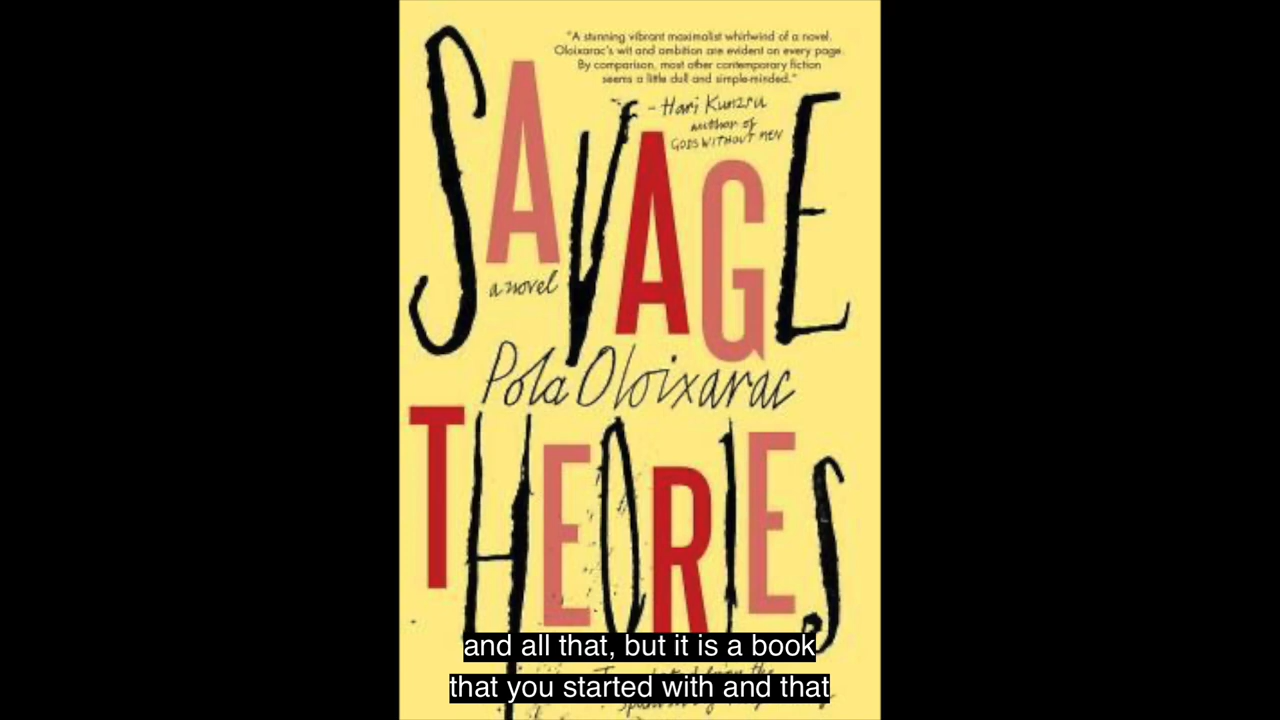 "A stunning vibrant maximalist whirlwind of a novel.
Oloixarac's wit and ambition are evident on every page.
By comparison, most other contemporary fiction
seems a little dull and simple-minded."
– Hari Kunzru
author of
GODS WITHOUT MEN
SAVAGE
a novel
Pola Oloixarac
THEORIES
and all that, but it is a book
that you started with and that